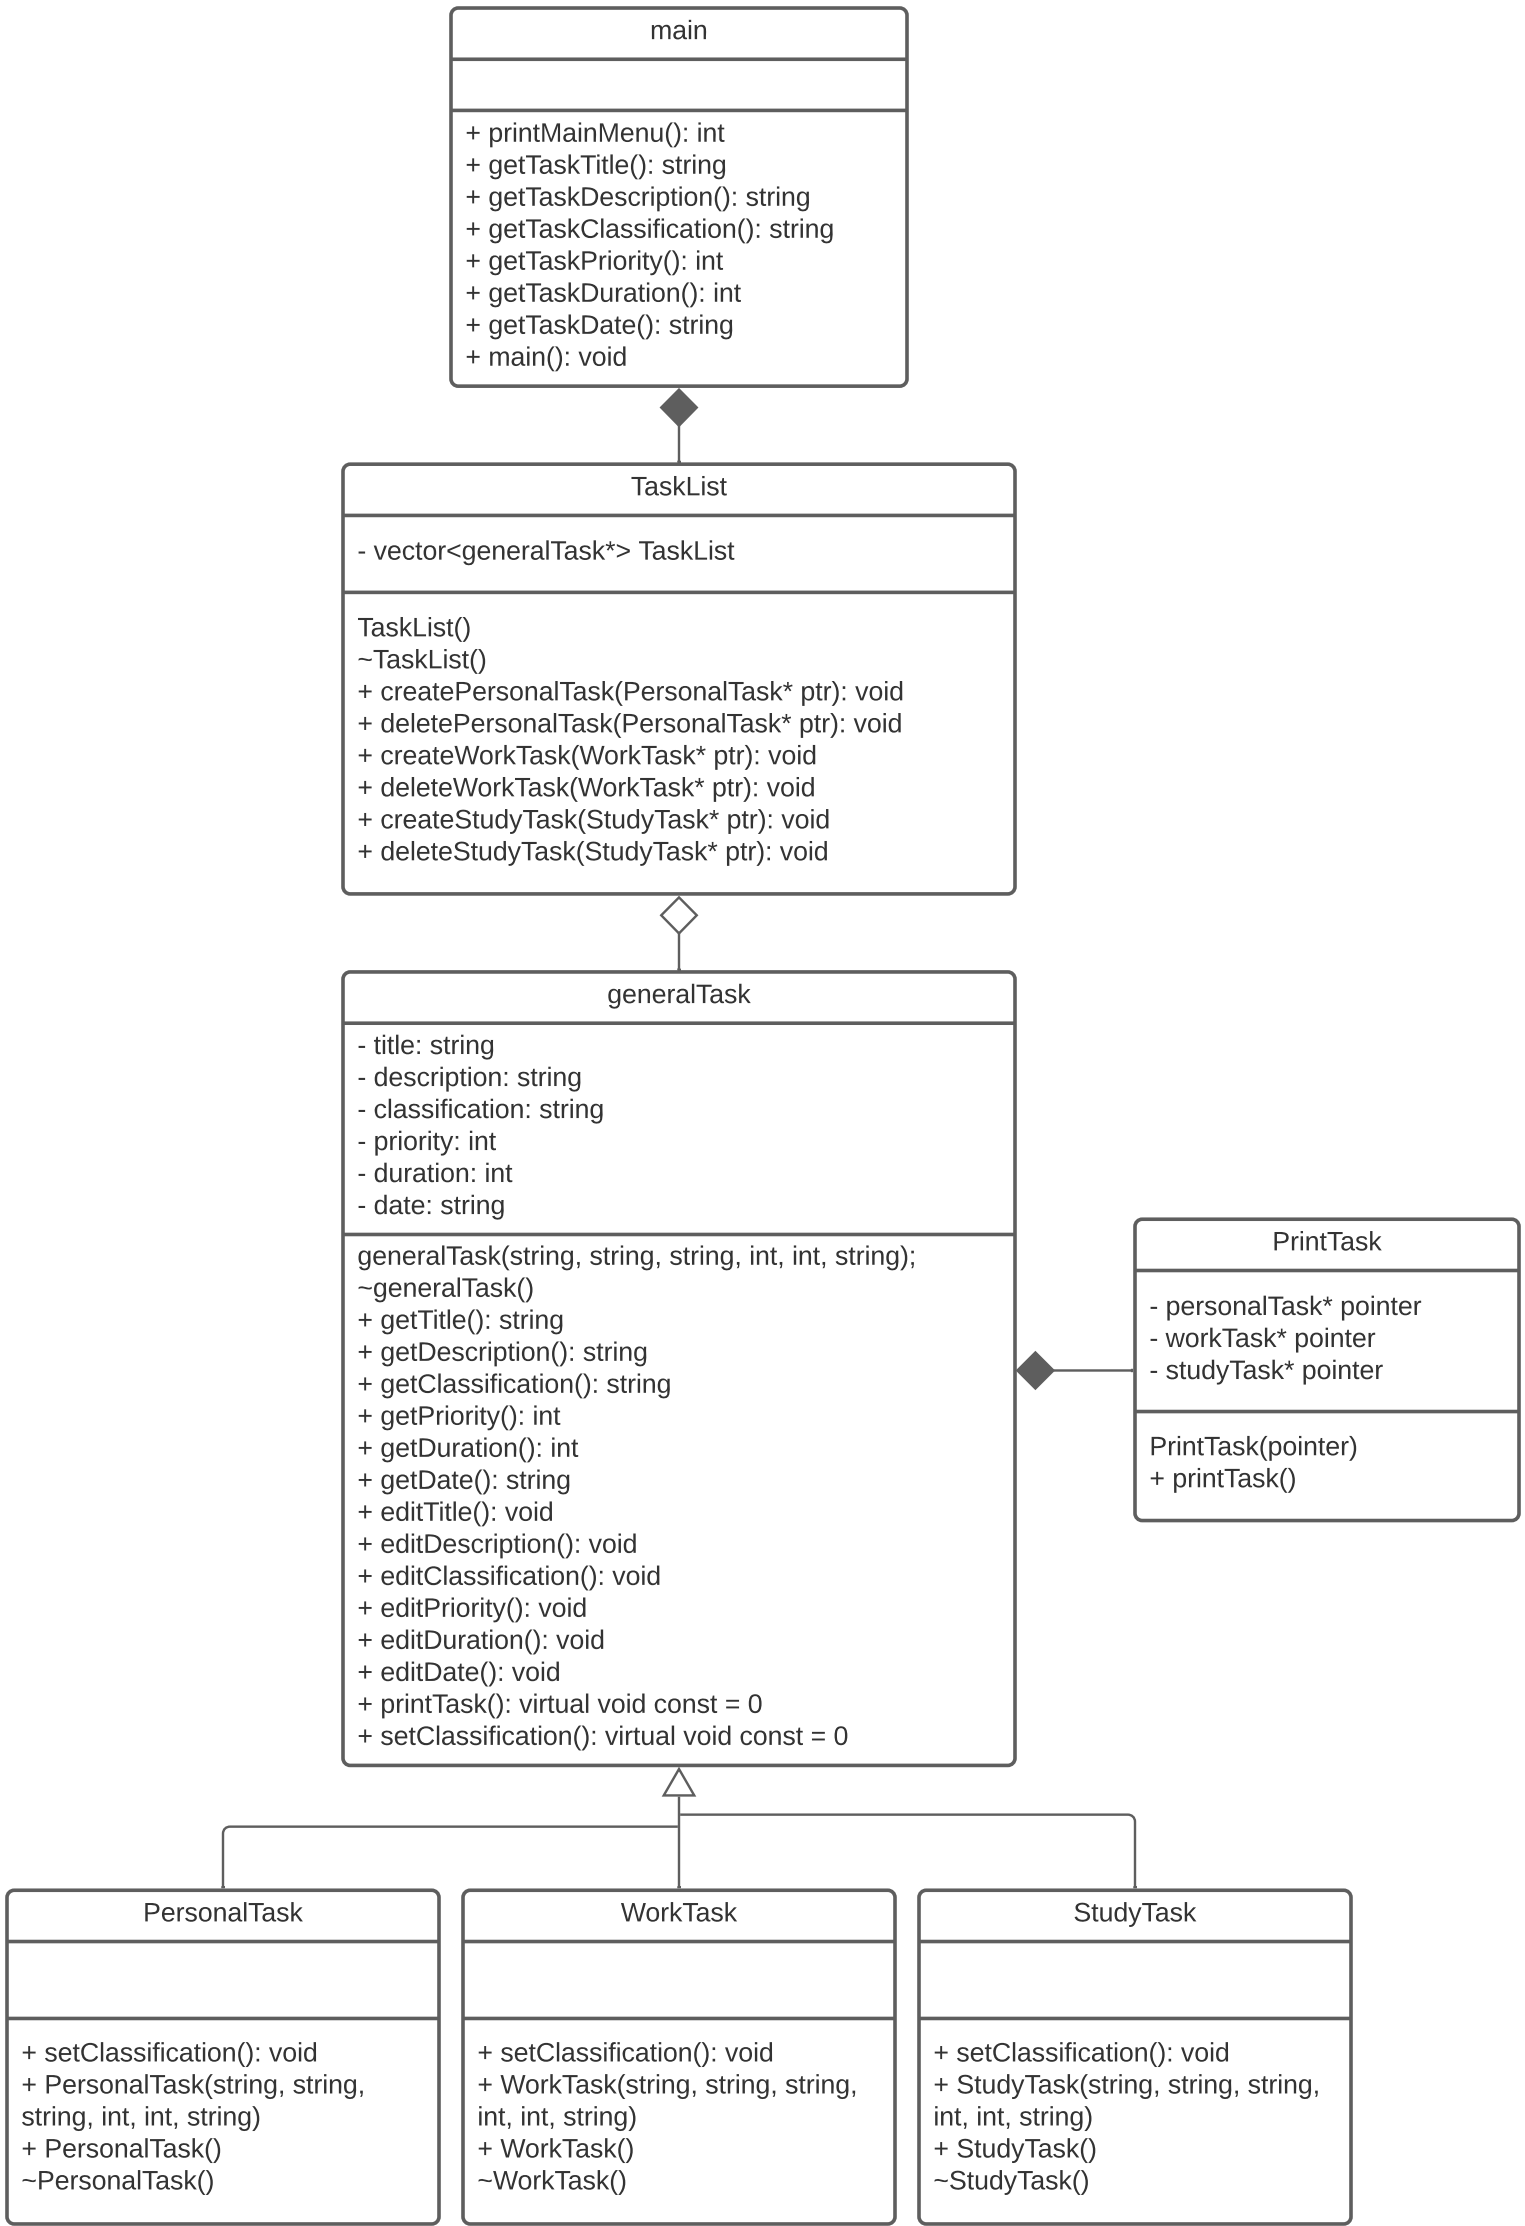 main
+ printMainMenu(): int
+ getTaskTitle(): string
+ getTaskDescription(): string
+ getTaskClassification(): string
+ getTaskPriority(): int
+ getTaskDuration(): int
+ getTaskDate(): string
+ main(): void
TaskList
- vector<generalTask*> TaskList
TaskList()
~TaskList()
+ createPersonalTask(PersonalTask* ptr): void
+ deletePersonalTask(PersonalTask* ptr): void
+ createWorkTask(WorkTask* ptr): void
+ deleteWorkTask(WorkTask* ptr): void
+ createStudyTask(StudyTask* ptr): void
+ deleteStudyTask(StudyTask* ptr): void
generalTask
- title: string
- description: string
- classification: string
- priority: int
- duration: int
- date: string
generalTask(string, string, string, int, int, string);
~generalTask()
+ getTitle(): string
+ getDescription(): string
+ getClassification(): string
+ getPriority(): int
+ getDuration(): int
+ getDate(): string
+ editTitle(): void
+ editDescription(): void
+ editClassification(): void
+ editPriority(): void
+ editDuration(): void
+ editDate(): void
+ printTask(): virtual void const = 0
+ setClassification(): virtual void const = 0
PrintTask
- personalTask* pointer
- workTask* pointer
- studyTask* pointer
PrintTask(pointer)
+ printTask()
PersonalTask
+ setClassification(): void
+ PersonalTask(string, string,
string, int, int, string)
+ PersonalTask()
~PersonalTask()
WorkTask
+ setClassification(): void
+ WorkTask(string, string, string,
int, int, string)
+ WorkTask()
~WorkTask()
StudyTask
+ setClassification(): void
+ StudyTask(string, string, string,
int, int, string)
+ StudyTask()
~StudyTask()